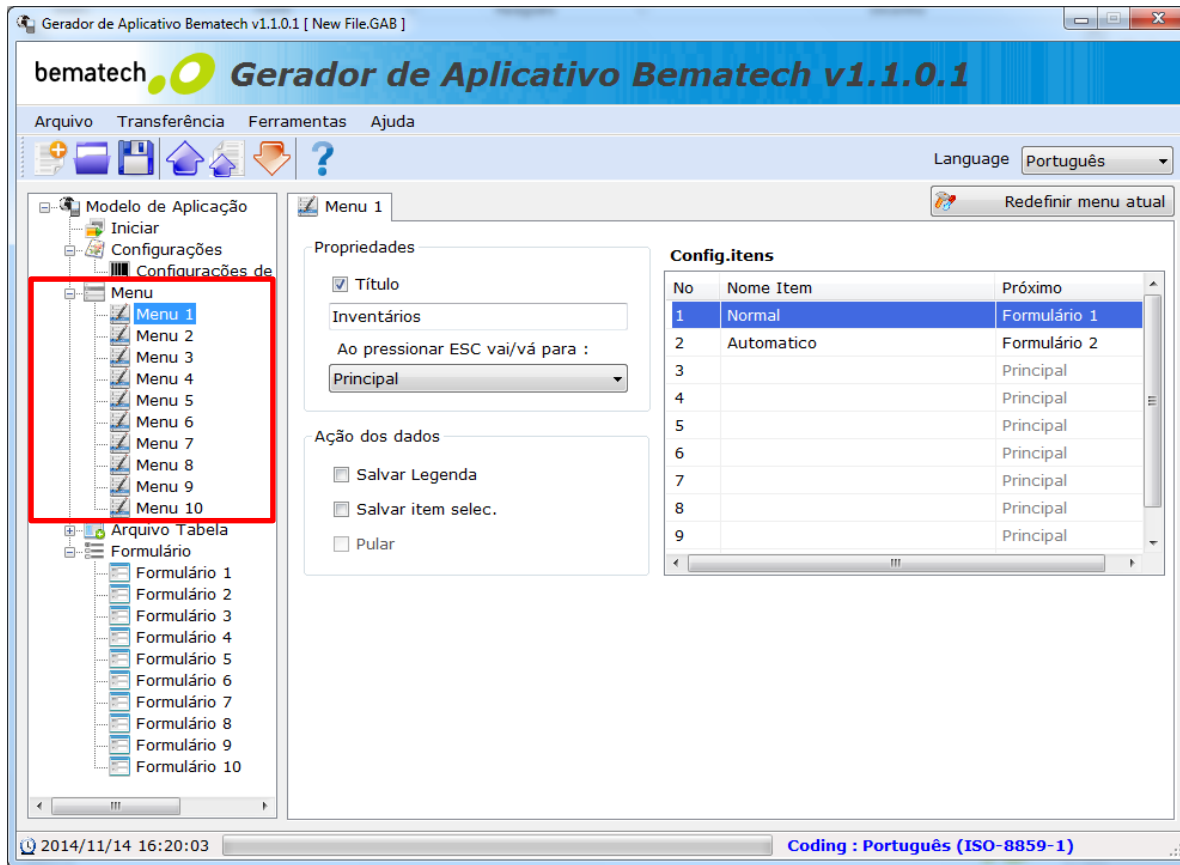 Gerador de Aplicativo Bematech v1.1.0.1 [ New File.GAB ]
bematech
Gerador de Aplicativo Bematech v1.1.0.1
Arquivo Transferência Ferramentas Ajuda
Language Português
Modelo de Aplicação
Iniciar
Configurações
Configurações de
Menu
Menu 1
Menu 2
Menu 3
Menu 4
Menu 5
Menu 6
Menu 7
Menu 8
Menu 9
Menu 10
Arquivo Tabela
Formulário
Formulário 1
Formulário 2
Formulário 3
Formulário 4
Formulário 5
Formulário 6
Formulário 7
Formulário 8
Formulário 9
Formulário 10
Menu 1
Redefinir menu atual
Propriedades
Título
Inventários
Ao pressionar ESC vai/vá para :
Principal
Ação dos dados
Salvar Legenda
Salvar item selec.
Pular
Config.itens
No Nome Item Próximo
1 Normal Formulário 1
2 Automatico Formulário 2
3 Principal
4 Principal
5 Principal
6 Principal
7 Principal
8 Principal
9 Principal
2014/11/14 16:20:03
Coding : Português (ISO-8859-1)